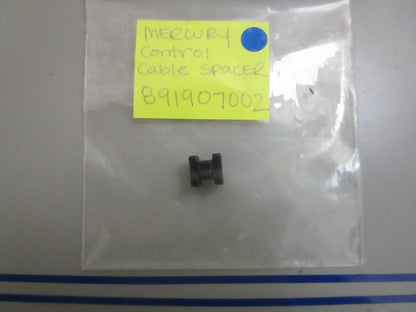 MERCURY
Control
Cable SPACER
891907002